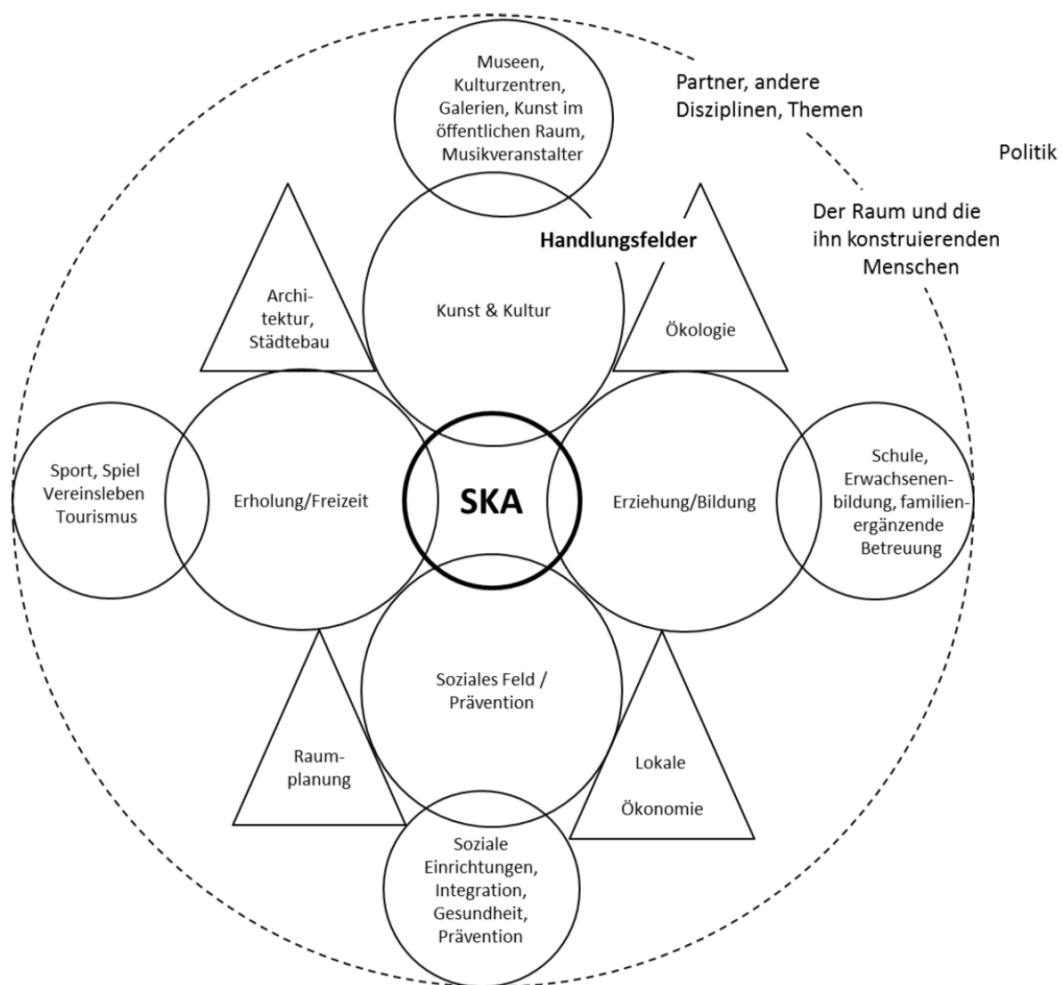 Museen,
Kulturzentren,
Galerien, Kunst im
öffentlichen Raum,
Musikveranstalter
Partner, andere
Disziplinen, Themen
Politik
Der Raum und die
ihn konstruierenden
Menschen
Handlungsfelder
Kunst & Kultur
Archi-
tektur,
Städtebau
Ökologie
Sport, Spiel
Vereinsleben
Tourismus
Erholung/Freizeit
SKA
Erziehung/Bildung
Schule,
Erwachsenen-
bildung, familien-
ergänzende
Betreuung
Soziales Feld /
Prävention
Raum-
planung
Lokale
Ökonomie
Soziale
Einrichtungen,
Integration,
Gesundheit,
Prävention